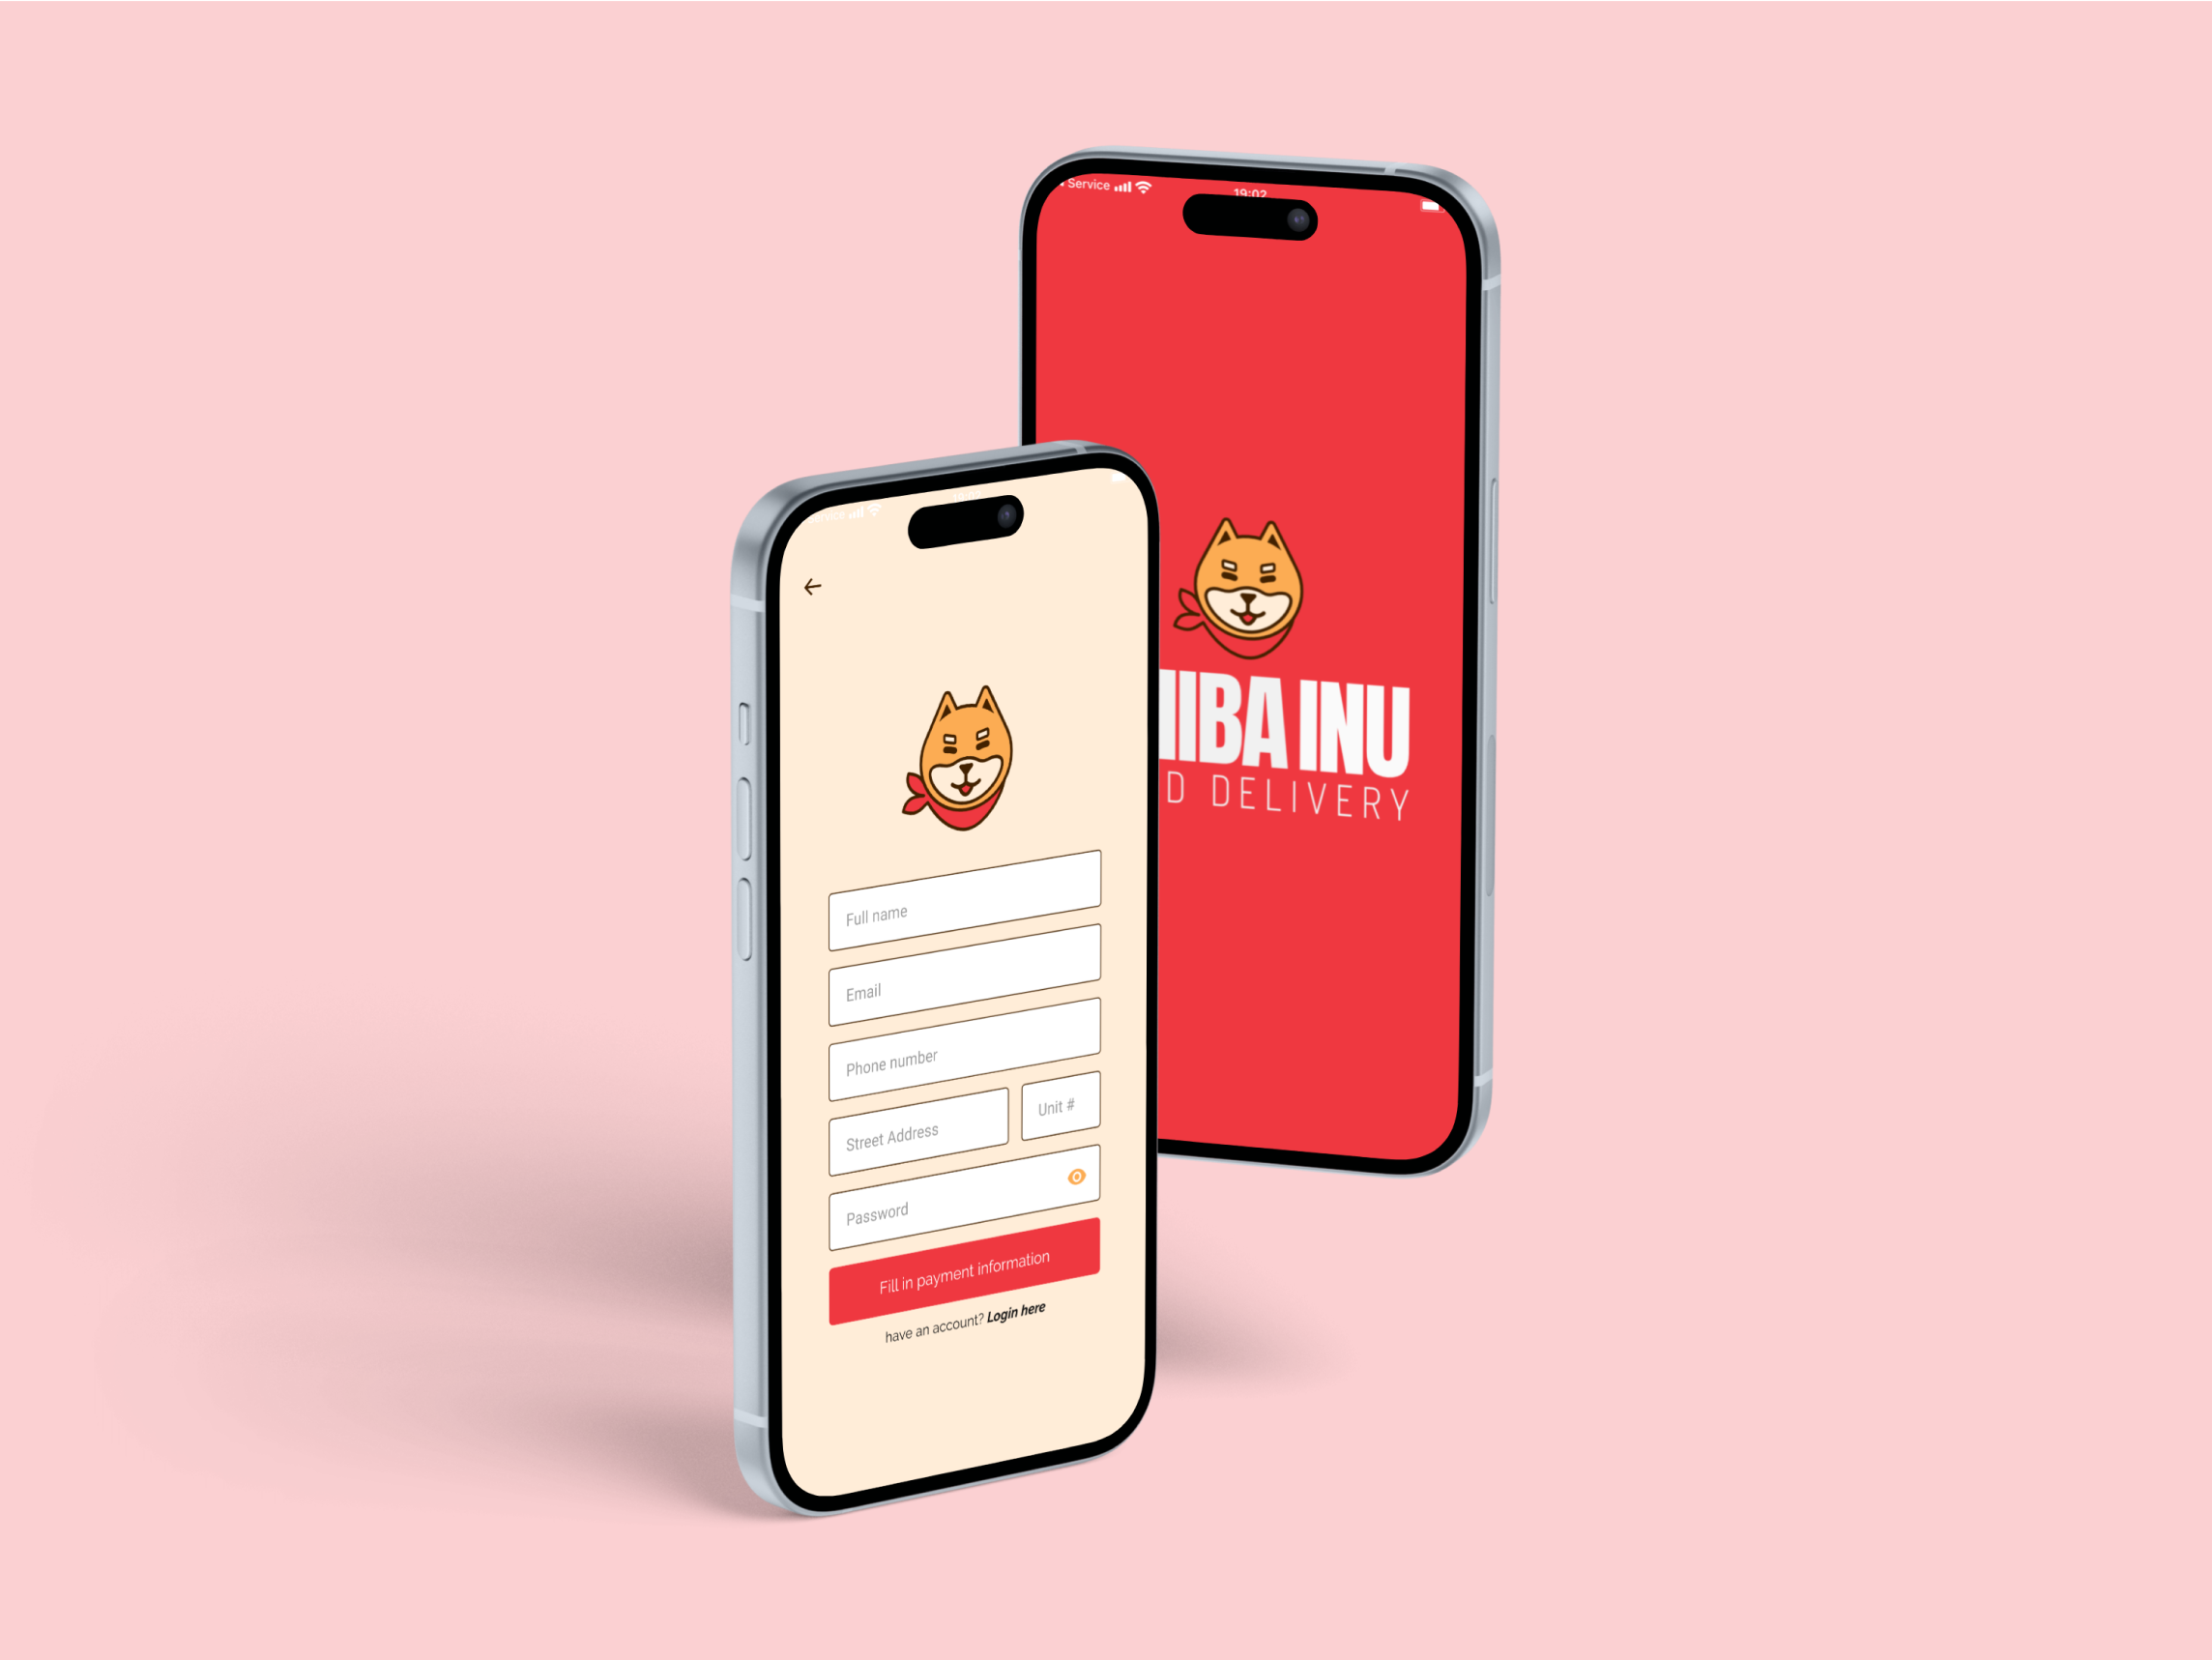 Service
19:02
IBA INU
D DELIVERY
Full name
Email
Phone number
Street Address
Unit #
Password
Fill in payment information
have an account? Login here